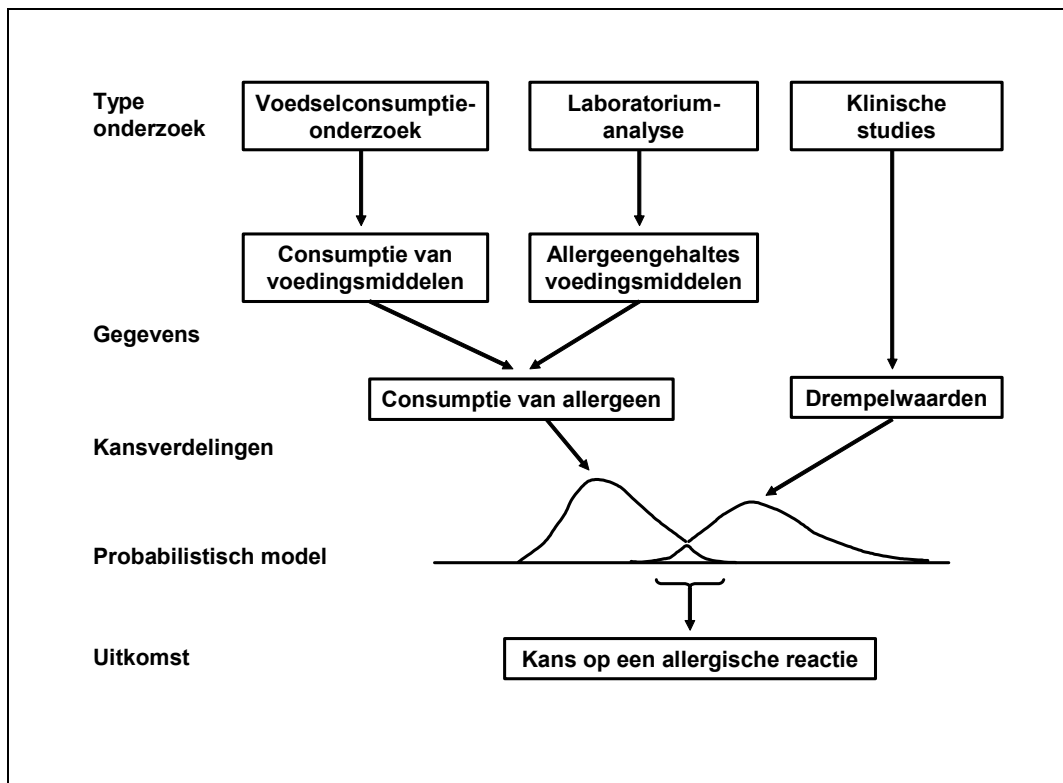 Type
onderzoek
Voedselconsumptie-
onderzoek
Laboratorium-
analyse
Klinische
studies
Consumptie van
voedingsmiddelen
Allergeengehaltes
voedingsmiddelen
Gegevens
Consumptie van allergeen
Drempelwaarden
Kansverdelingen
Probabilistisch model
Uitkomst
Kans op een allergische reactie